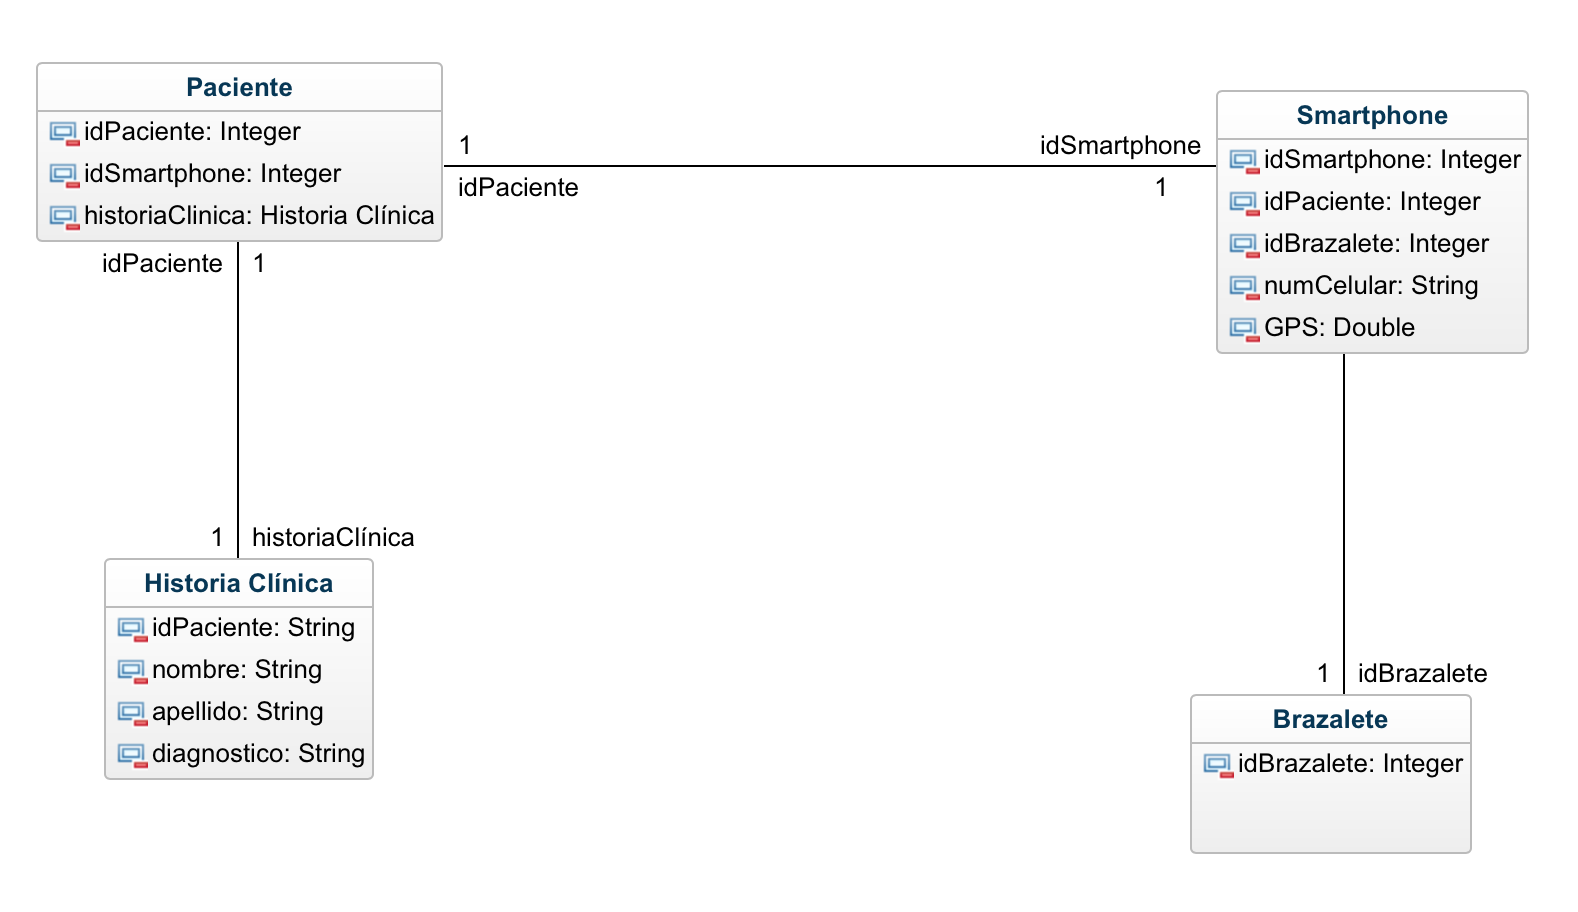 Paciente
idPaciente: Integer
idSmartphone: Integer
historiaClinica: Historia Clínica
1
idPaciente
idSmartphone
1
Smartphone
idSmartphone: Integer
idPaciente: Integer
idBrazalete: Integer
numCelular: String
GPS: Double
idPaciente 1
1 historiaClínica
Historia Clínica
idPaciente: String
nombre: String
apellido: String
diagnostico: String
1 idBrazalete
Brazalete
idBrazalete: Integer